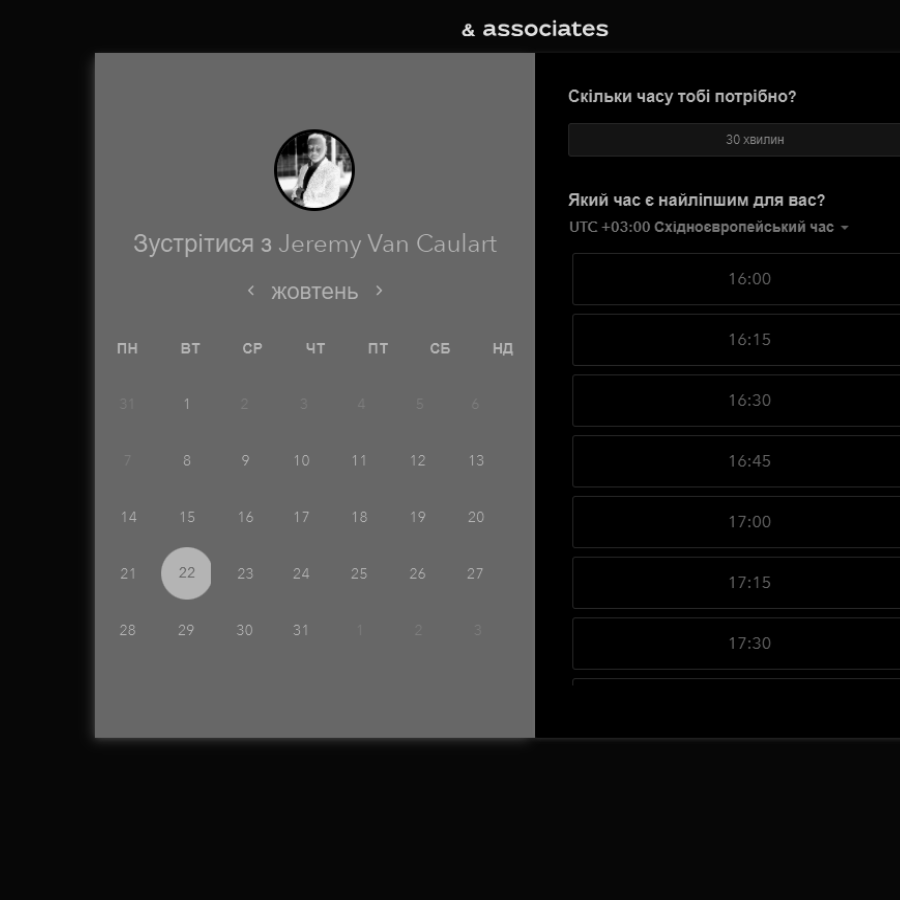 & associates
Зустрітися з Jeremy Van Caulart
жовтень
ПН ВТ СР ЧТ ПТ СБ НД
31 1 2 3 4 5 6
7 8 9 10 11 12 13
14 15 16 17 18 19 20
21 22 23 24 25 26 27
28 29 30 31 1 2 3
Скільки часу тобі потрібно?
30 хвилин
Який час є найліпшим для вас?
UTC +03:00 Східноєвропейський час
16:00
16:15
16:30
16:45
17:00
17:15
17:30